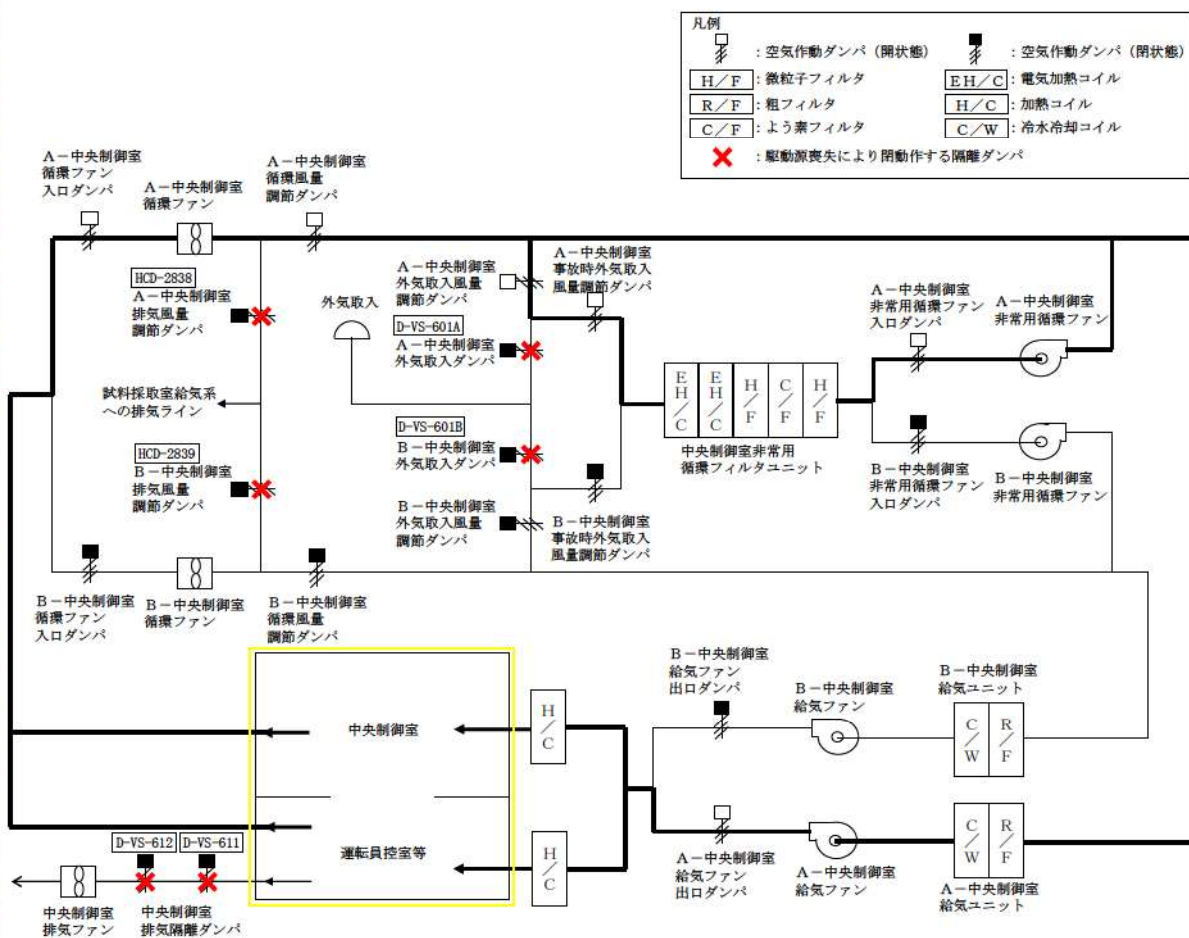 凡例
：空気作動ダンパ（開状態）
：空気作動ダンパ（閉状態）
H／F
：微粒子フィルタ
EH／C
：電気加熱コイル
R／F
：粗フィルタ
H／C
：加熱コイル
C／F
：よう素フィルタ
C／W
：冷水冷却コイル
：駆動源喪失により閉動作する隔離ダンパ
A－中央制御室
循環ファン
入口ダンパ
A－中央制御室
循環ファン
A－中央制御室
循環風量
調節ダンパ
HCD-2838
A－中央制御室
排気風量
調節ダンパ
外気取入
A－中央制御室
外気取入風量
調節ダンパ
A－中央制御室
事故時外気取入
風量調節ダンパ
D-VS-601A
A－中央制御室
外気取入ダンパ
A－中央制御室
非常用循環ファン
入口ダンパ
A－中央制御室
非常用循環ファン
試料採取室給気系
への排気ライン
EH／C
EH／C
H／F
C／F
H／F
中央制御室非常用
循環フィルタユニット
D-VS-601B
B－中央制御室
外気取入ダンパ
HCD-2839
B－中央制御室
排気風量
調節ダンパ
B－中央制御室
外気取入風量
調節ダンパ
B－中央制御室
事故時外気取入
風量調節ダンパ
B－中央制御室
非常用循環ファン
入口ダンパ
B－中央制御室
非常用循環ファン
B－中央制御室
循環ファン
入口ダンパ
B－中央制御室
循環ファン
B－中央制御室
循環風量
調節ダンパ
B－中央制御室
給気ファン
出口ダンパ
B－中央制御室
給気ファン
B－中央制御室
給気ユニット
中央制御室
H／C
C／W
R／F
運転員控室等
H／C
C／W
R／F
A－中央制御室
給気ファン
出口ダンパ
A－中央制御室
給気ファン
A－中央制御室
給気ユニット
D-VS-612
D-VS-611
中央制御室
排気ファン
中央制御室
排気隔離ダンパ